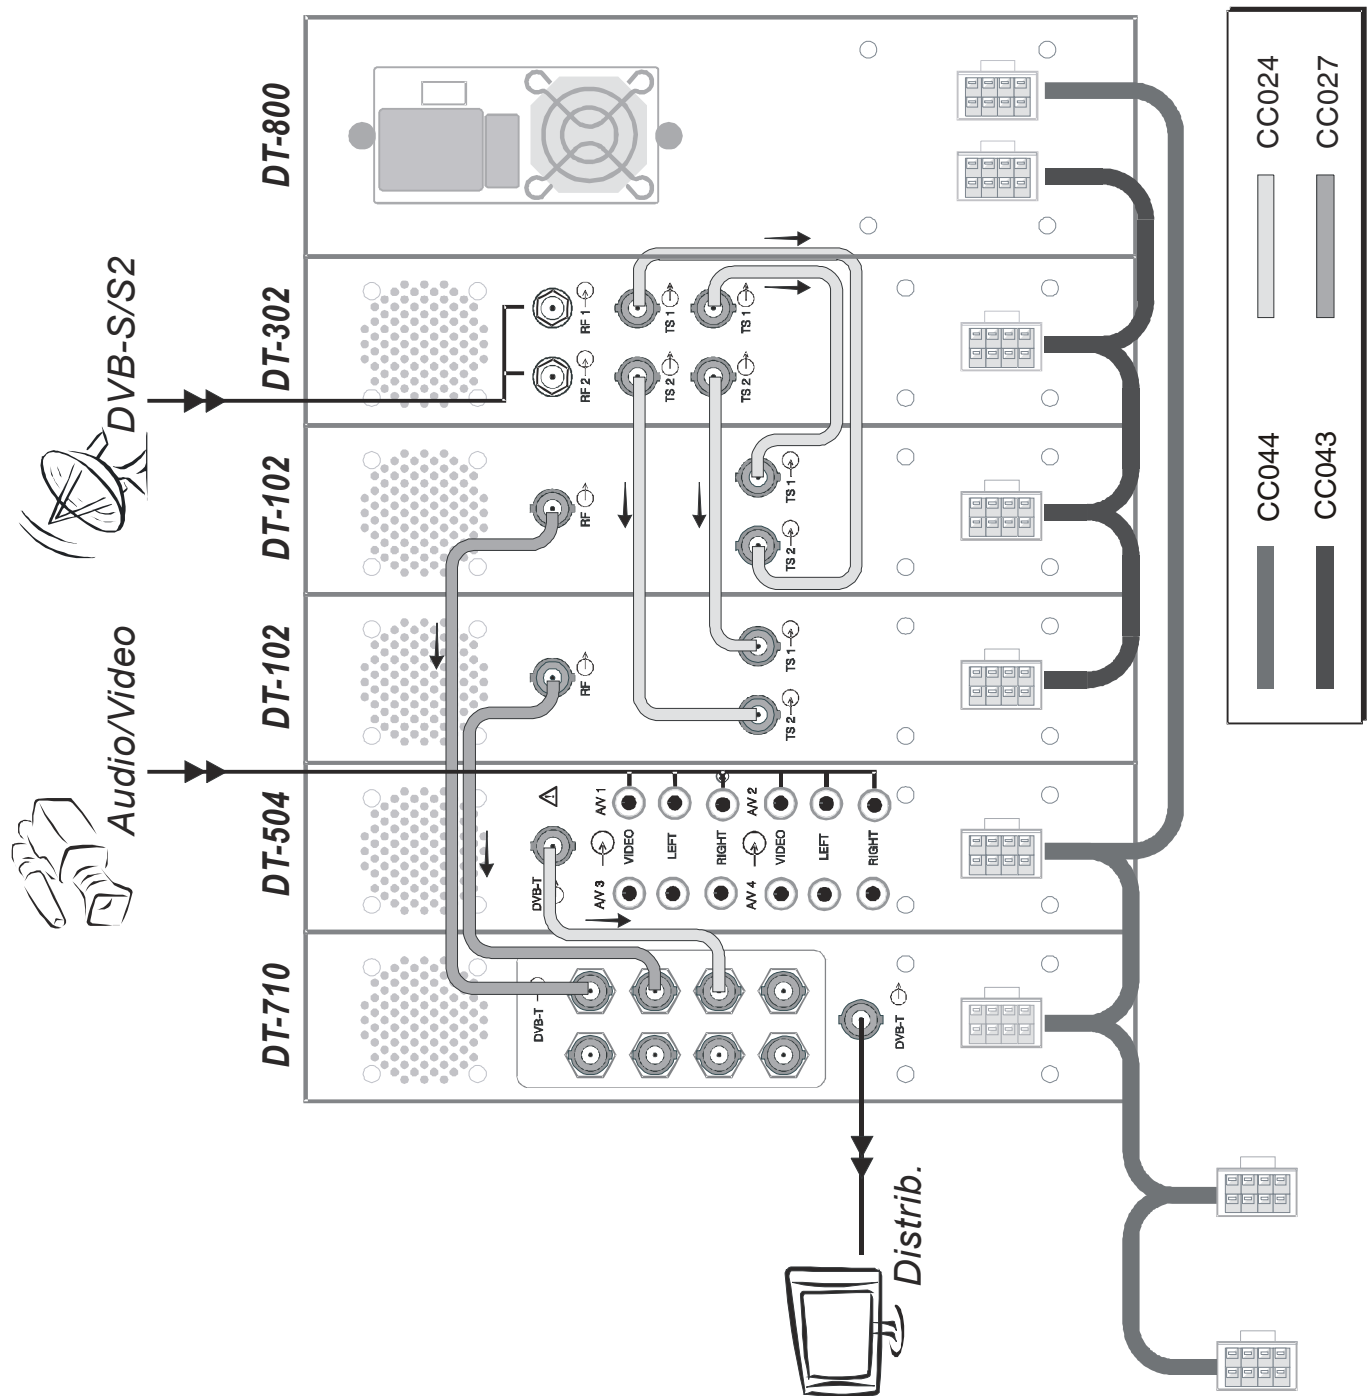 DT-800
DT-302
DT-102
DT-102
DT-504
DT-710
DVB-S/S2
Audio/Video
Distrib.
RF 1
RF 2
TS 1
TS 2
TS 1
TS 2
RF
TS 1
TS 2
RF
TS 1
TS 2
DVB-T
A/V 1
A/V 3
VIDEO
LEFT
RIGHT
A/V 2
A/V 4
VIDEO
LEFT
RIGHT
DVB-T
DVB-T
CC044
CC024
CC043
CC027